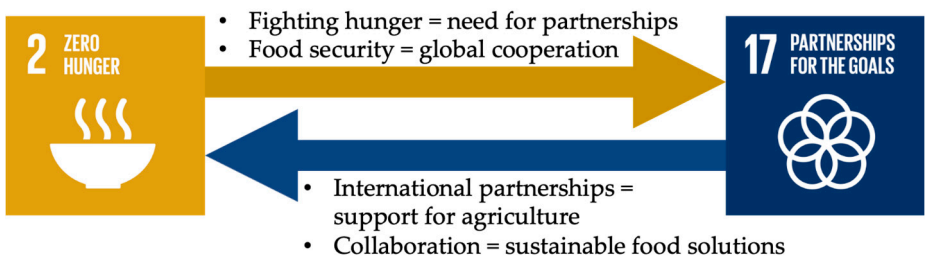 2 ZERO
HUNGER
• Fighting hunger = need for partnerships
• Food security = global cooperation
17 PARTNERSHIPS
FOR THE GOALS
• International partnerships =
support for agriculture
• Collaboration = sustainable food solutions